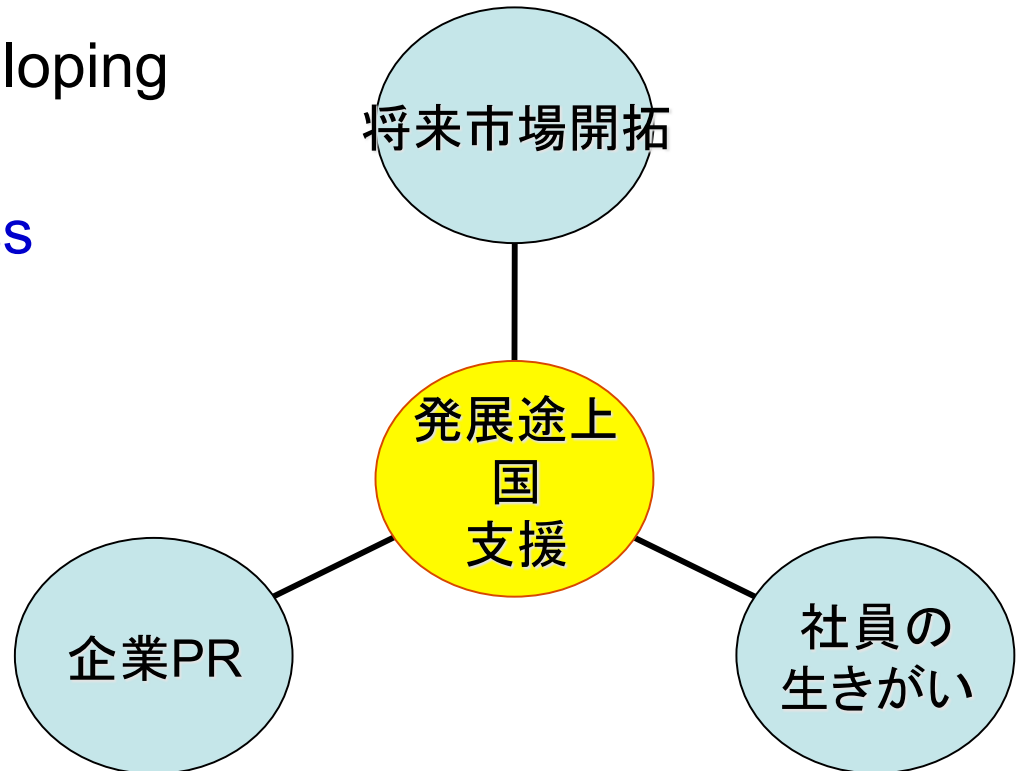 loping
s
将来市場開拓
発展途上
国
支援
企業PR
社員の
生きがい